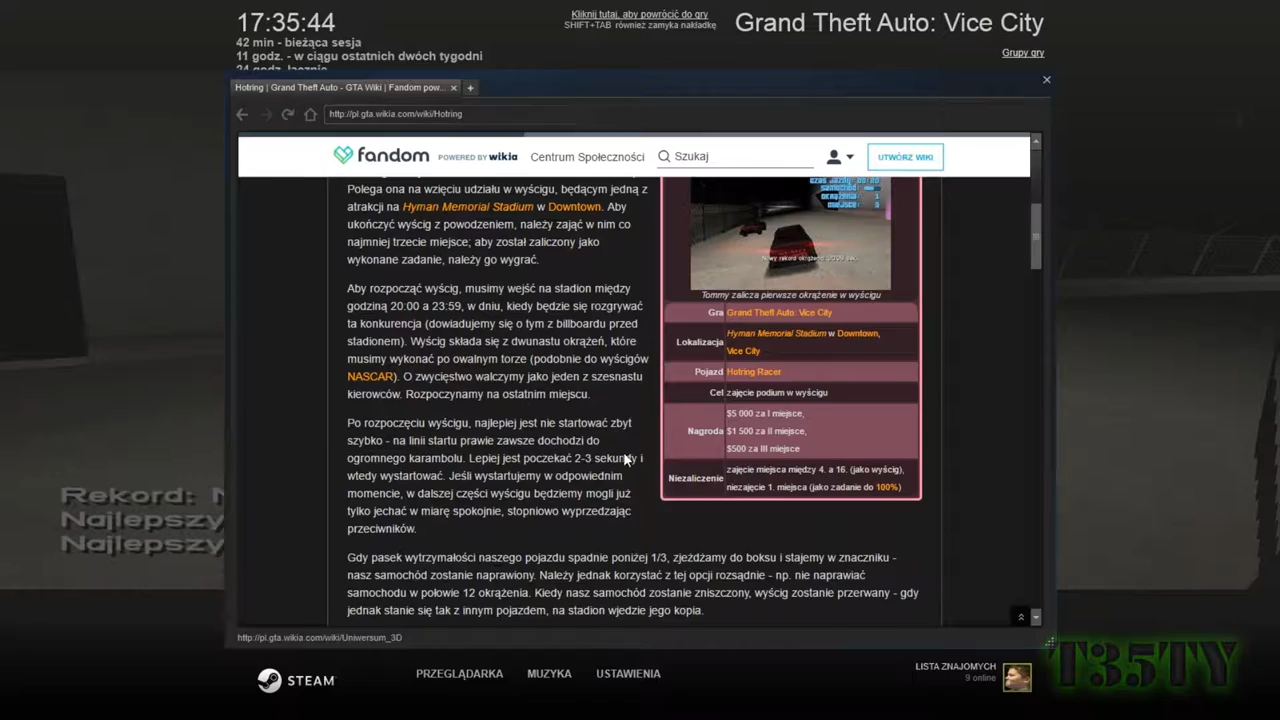 17:35:44
42 min - bieżąca sesja
11 godz. - w ciągu ostatnich dwóch tygodni
24 godz. łącznie
Kliknij tutaj, aby powrócić do gry
SHIFT+TAB również zamyka nakładkę
Grand Theft Auto: Vice City
Grupy gry
Hotring | Grand Theft Auto - GTA Wiki | Fandom pow...
http://pl.gta.wikia.com/wiki/Hotring
fandom POWERED BY wikia
Centrum Społeczności
Szukaj
UTWÓRZ WIKI
Polega ona na wzięciu udziału w wyścigu, będącym jedną z
atrakcji na Hyman Memorial Stadium w Downtown. Aby
ukończyć wyścig z powodzeniem, należy zająć w nim co
najmniej trzecie miejsce; aby został zaliczony jako
wykonane zadanie, należy go wygrać.
Aby rozpocząć wyścig, musimy wejść na stadion między
godziną 20:00 a 23:59, w dniu, kiedy będzie się rozgrywać
ta konkurencja (dowiadujemy się o tym z billboardu przed
stadionem). Wyścig składa się z dwunastu okrążeń, które
musimy wykonać po owalnym torze (podobnie do wyścigów
NASCAR). O zwycięstwo walczymy jako jeden z szesnastu
kierowców. Rozpoczynamy na ostatnim miejscu.
Po rozpoczęciu wyścigu, najlepiej jest nie startować zbyt
szybko - na linii startu prawie zawsze dochodzi do
ogromnego karambolu. Lepiej jest poczekać 2-3 sekundy i
wtedy wystartować. Jeśli wystartujemy w odpowiednim
momencie, w dalszej części wyścigu będziemy mogli już
tylko jechać w miarę spokojnie, stopniowo wyprzedzając
przeciwników.
Gdy pasek wytrzymałości naszego pojazdu spadnie poniżej 1/3, zjeżdżamy do boksu i stajemy w znaczniku -
nasz samochód zostanie naprawiony. Należy jednak korzystać z tej opcji rozsądnie - np. nie naprawiać
samochodu w połowie 12 okrążenia. Kiedy nasz samochód zostanie zniszczony, wyścig zostanie przerwany - gdy
jednak stanie się tak z innym pojazdem, na stadion wjedzie jego kopia.
Tommy zalicza pierwsze okrążenie w wyścigu
Gra Grand Theft Auto: Vice City
Lokalizacja Hyman Memorial Stadium w Downtown,
Vice City
Pojazd Hotring Racer
Cel zajęcie podium w wyścigu
Nagroda $5 000 za I miejsce,
$1 500 za II miejsce,
$500 za III miejsce
Niezaliczenie zajęcie miejsca między 4. a 16. (jako wyścig),
niezajęcie 1. miejsca (jako zadanie do 100%)
Rekord:
Najlepszy
Najlepszy
http://pl.gta.wikia.com/wiki/Uniwersum_3D
STEAM
PRZEGLĄDARKA
MUZYKA
USTAWIENIA
LISTA ZNAJOMYCH
9 online
T35TY